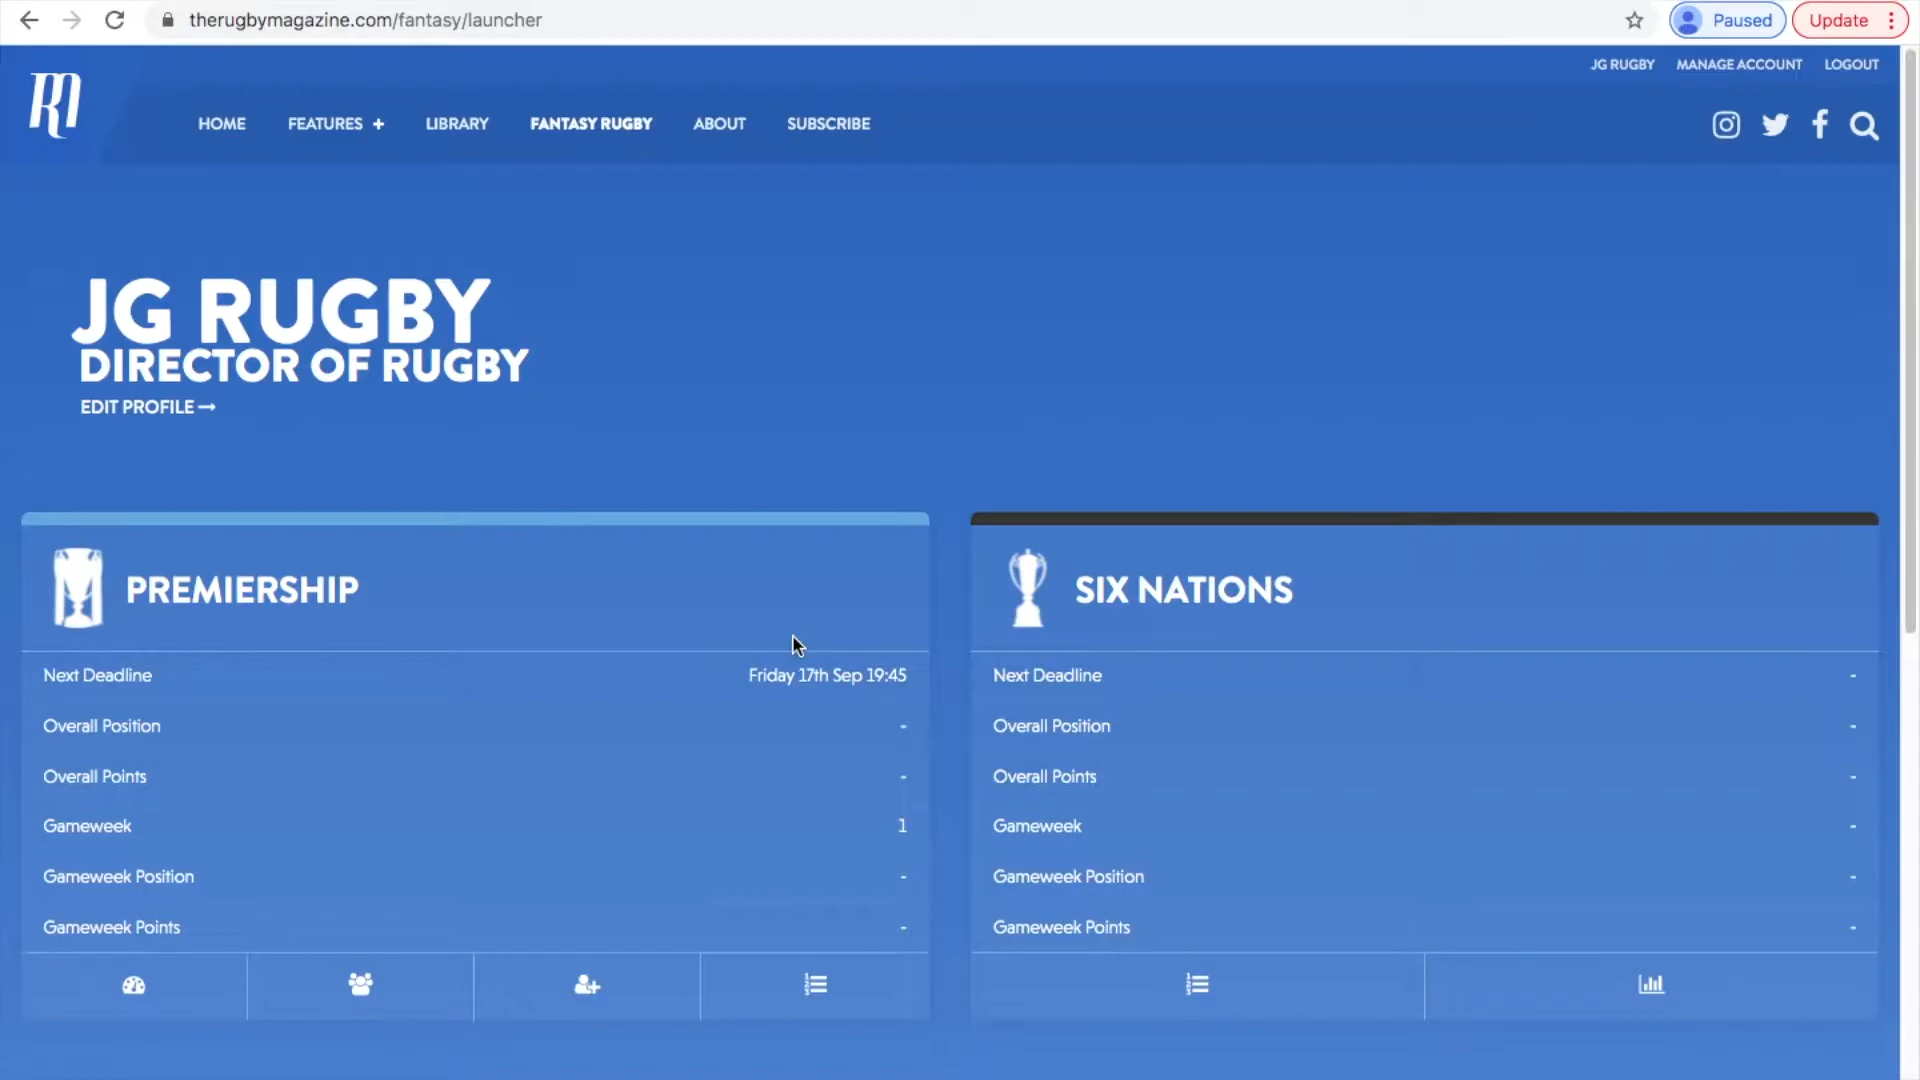 therugbymagazine.com/fantasy/launcher
Paused
Update
JG RUGBY
MANAGE ACCOUNT
LOGOUT
HOME
FEATURES +
LIBRARY
FANTASY RUGBY
ABOUT
SUBSCRIBE
JG RUGBY
DIRECTOR OF RUGBY
EDIT PROFILE →
PREMIERSHIP
Next Deadline Friday 17th Sep 19:45
Overall Position -
Overall Points -
Gameweek 1
Gameweek Position -
Gameweek Points -
SIX NATIONS
Next Deadline -
Overall Position -
Overall Points -
Gameweek -
Gameweek Position -
Gameweek Points -